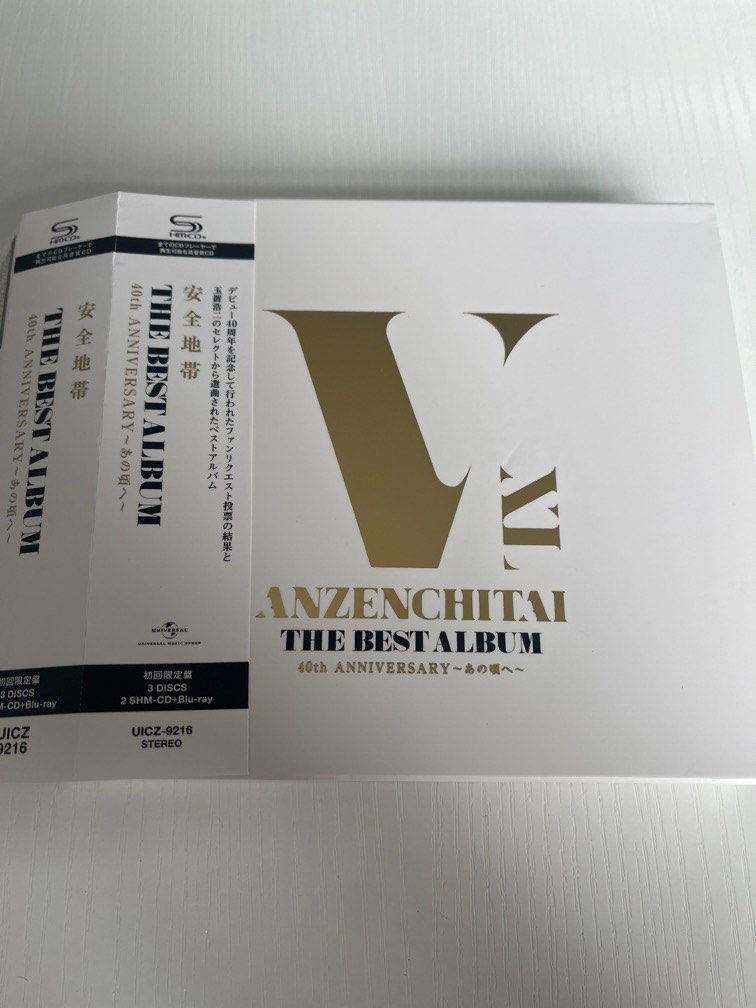 SHM-CD
全てのCDプレーヤーで
再生可能な高音質CD
安全地帯
THE BEST ALBUM
40th ANNIVERSARY〜あの頃へ〜
SHM-CD
全てのCDプレーヤーで
再生可能な高音質CD
デビュー40周年を記念して行われたファンリクエスト投票の結果と
玉置浩二のセレクトから選曲されたベストアルバム
安全地帯
THE BEST ALBUM
40th ANNIVERSARY〜あの頃へ〜
UNIVERSAL
UNIVERSAL MUSIC GROUP
初回限定盤
3 DISCS
M-CD+Blu-ray
UICZ
9216
初回限定盤
3 DISCS
2 SHM-CD+Blu-ray
UICZ-9216
STEREO
V
XL
ANZENCHITAI
THE BEST ALBUM
40th ANNIVERSARY〜あの頃へ〜